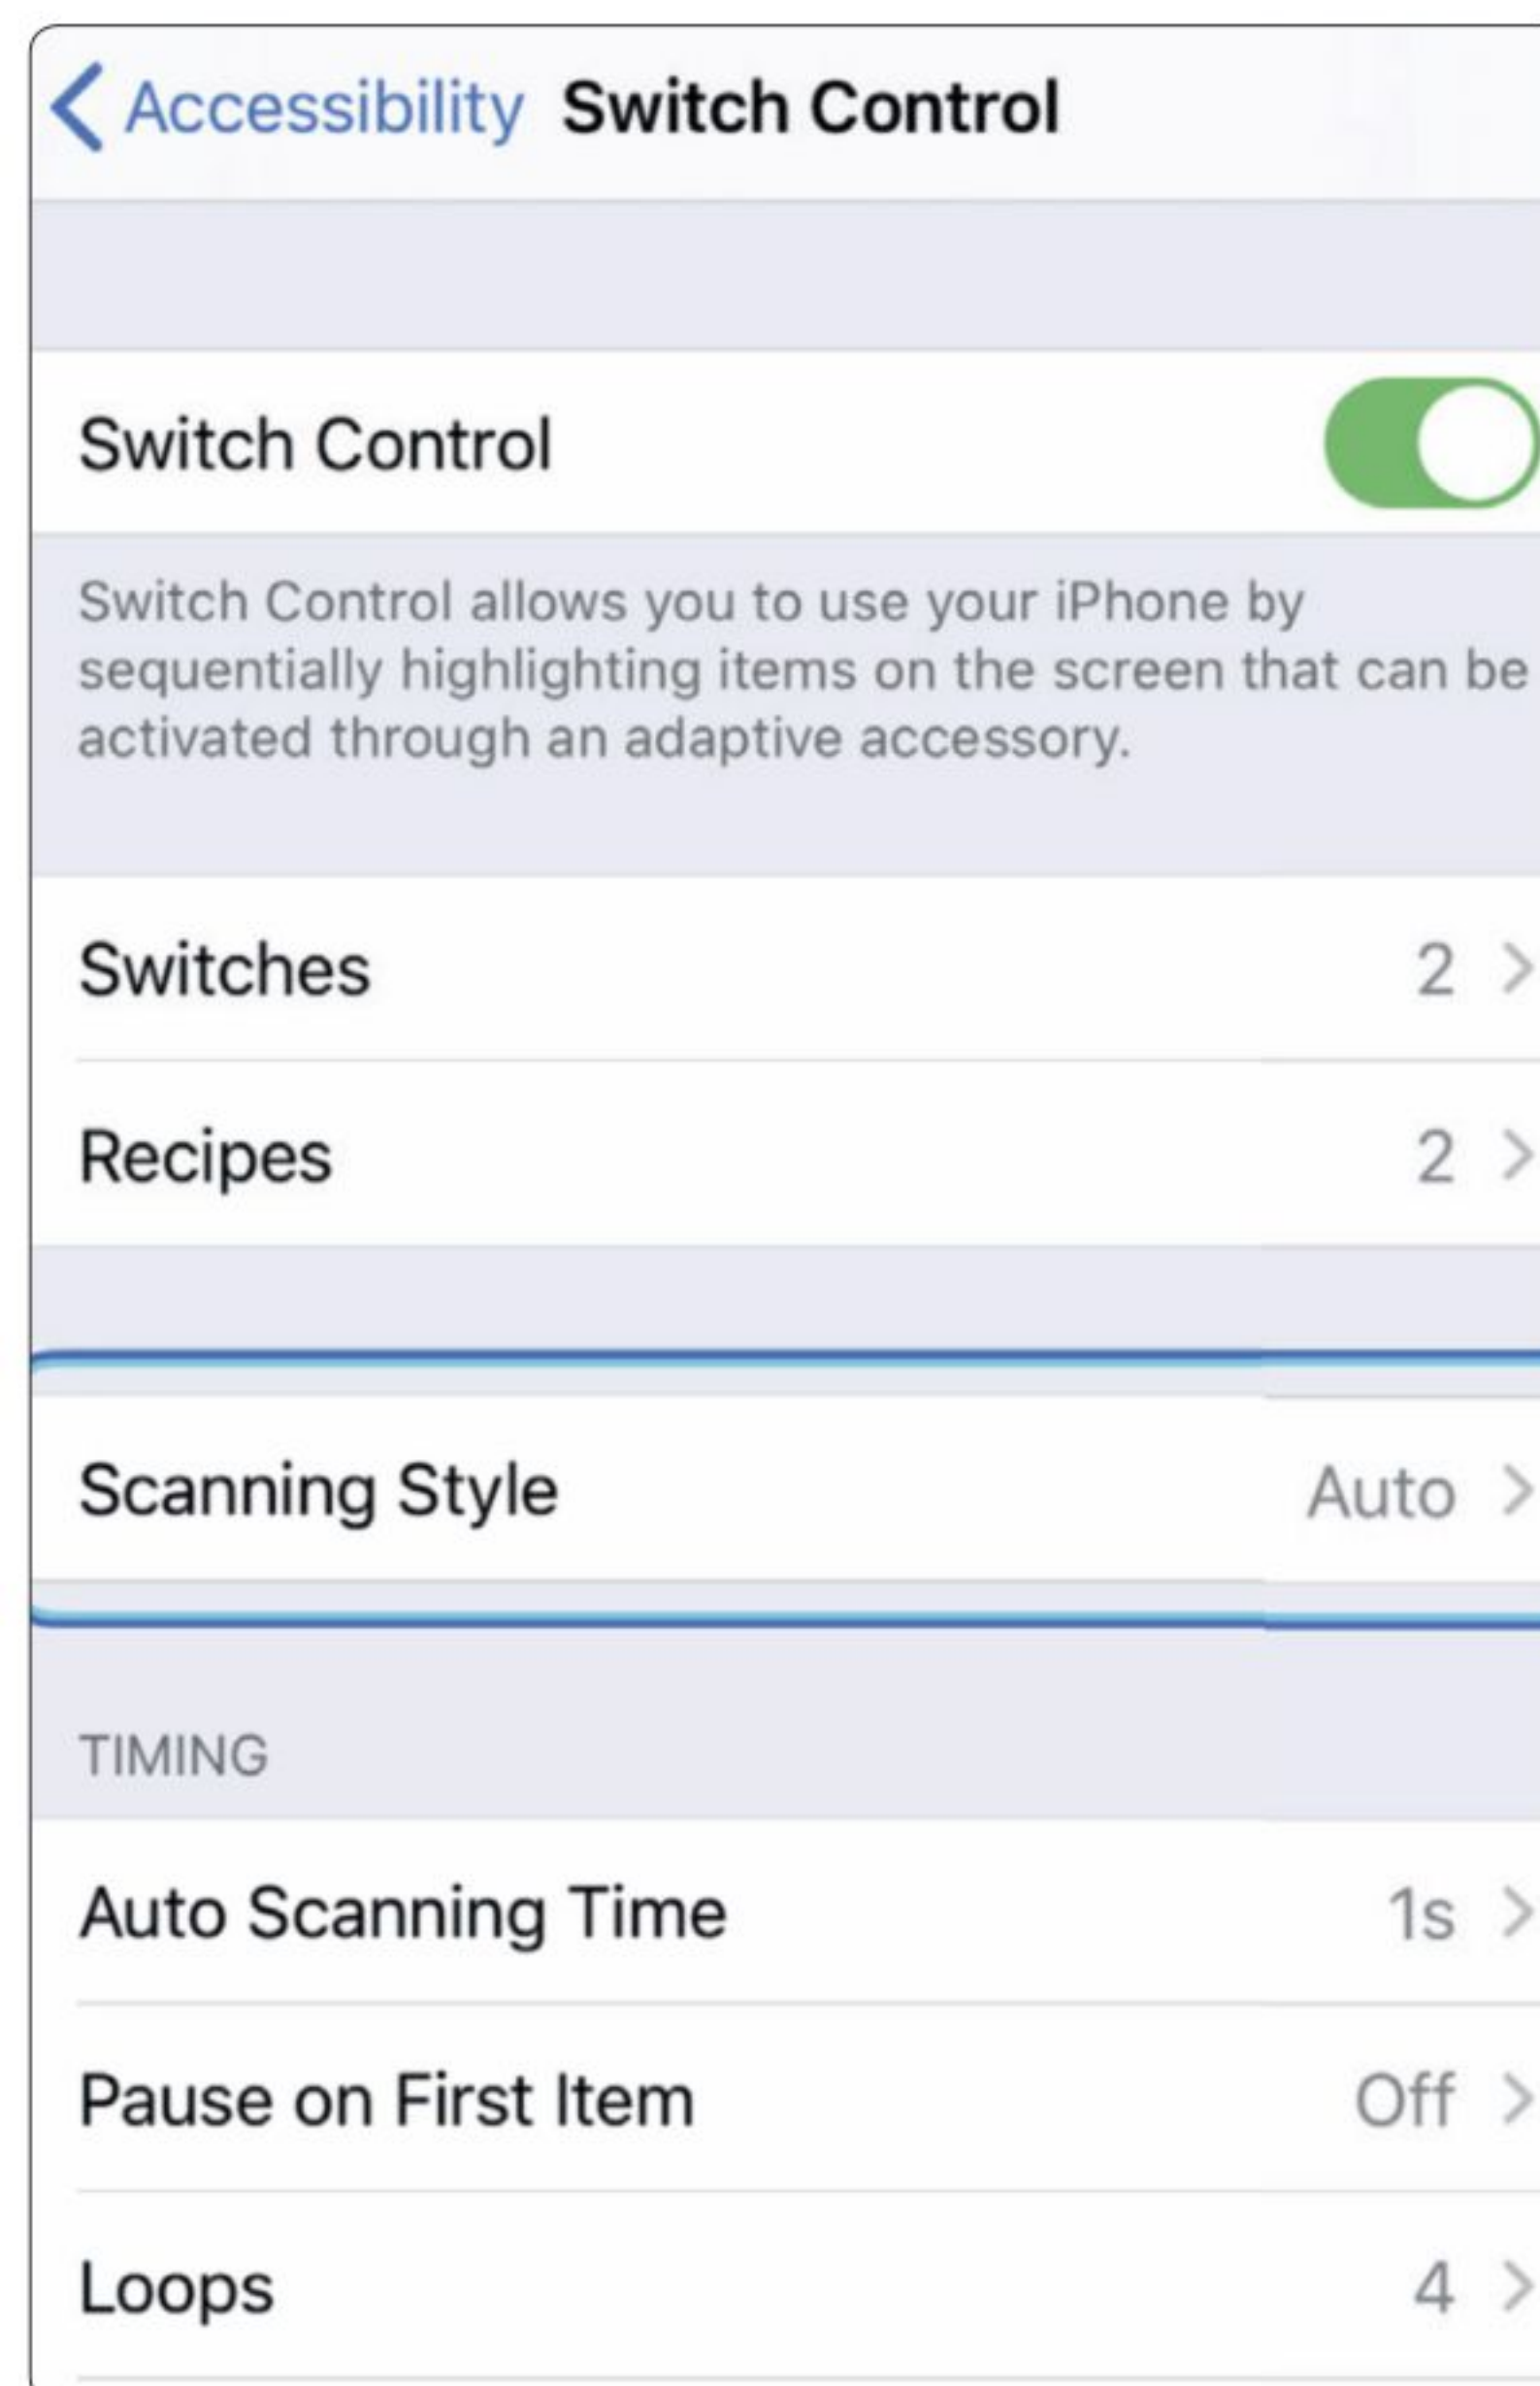 Accessibility Switch Control
Switch Control
Switch Control allows you to use your iPhone by
sequentially highlighting items on the screen that can be
activated through an adaptive accessory.
Switches 2
Recipes 2
Scanning Style Auto
TIMING
Auto Scanning Time 1s
Pause on First Item Off
Loops 4